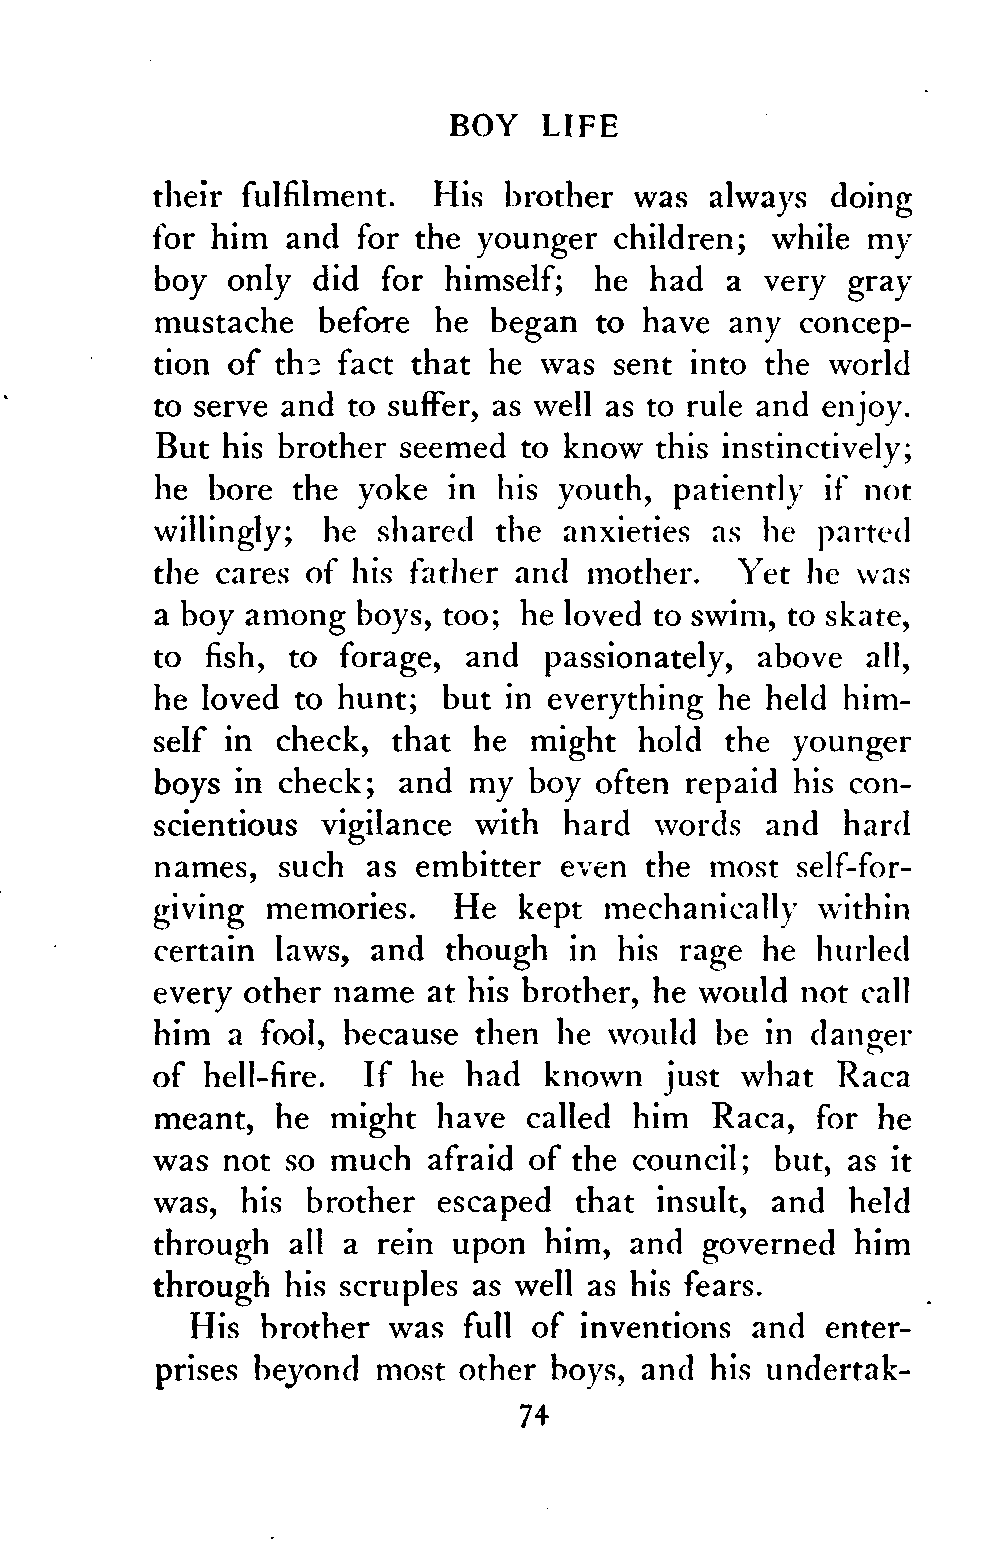 BOY LIFE
their fulfilment. His brother was always doing
for him and for the younger children; while my
boy only did for himself; he had a very gray
mustache before he began to have any concep-
tion of the fact that he was sent into the world
to serve and to suffer, as well as to rule and enjoy.
But his brother seemed to know this instinctively;
he bore the yoke in his youth, patiently if not
willingly; he shared the anxieties as he parted
the cares of his father and mother. Yet he was
a boy among boys, too; he loved to swim, to skate,
to fish, to forage, and passionately, above all,
he loved to hunt; but in everything he held him-
self in check, that he might hold the younger
boys in check; and my boy often repaid his con-
scientious vigilance with hard words and hard
names, such as embitter even the most self-for-
giving memories. He kept mechanically within
certain laws, and though in his rage he hurled
every other name at his brother, he would not call
him a fool, because then he would be in danger
of hell-fire. If he had known just what Raca
meant, he might have called him Raca, for he
was not so much afraid of the council; but, as it
was, his brother escaped that insult, and held
through all a rein upon him, and governed him
through his scruples as well as his fears.
His brother was full of inventions and enter-
prises beyond most other boys, and his undertak-
74